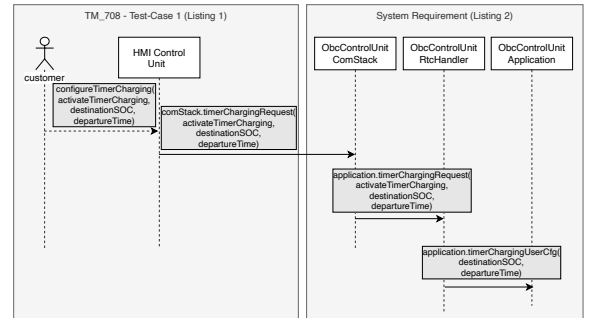 TM_708 - Test-Case 1 (Listing 1)
System Requirement (Listing 2)
customer
HMI Control
Unit
ObcControlUnit
ComStack
ObcControlUnit
RtcHandler
ObcControlUnit
Application
configureTimerCharging(
activateTimerCharging,
destinationSOC,
departureTime)
comStack.timerChargingRequest(
activateTimerCharging,
destinationSOC,
departureTime)
application.timerChargingRequest(
activateTimerCharging,
destinationSOC,
departureTime)
application.timerChargingUserCfg(
destinationSOC,
departureTime)